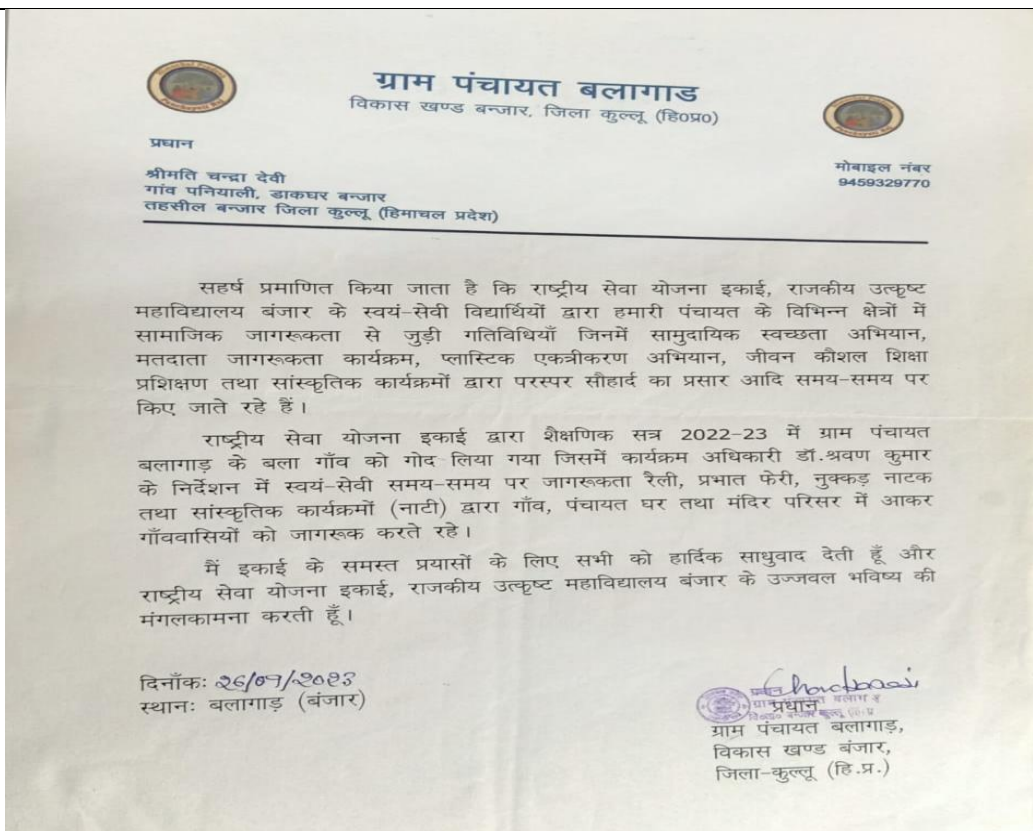 ग्राम पंचायत बलागाड
विकास खण्ड बन्जार, जिला कुल्लू (हि0प्र0)
प्रधान
श्रीमति चन्द्रा देवी
गांव पनियाली, डाकघर बन्जार
तहसील बन्जार जिला कुल्लू (हिमाचल प्रदेश)
मोबाइल नंबर
9459329770
सहर्ष प्रमाणित किया जाता है कि राष्ट्रीय सेवा योजना इकाई, राजकीय उत्कृष्ट
महाविद्यालय बंजार के स्वयं-सेवी विद्यार्थियों द्वारा हमारी पंचायत के विभिन्न क्षेत्रों में
सामाजिक जागरूकता से जुड़ी गतिविधियाँ जिनमें सामुदायिक स्वच्छता अभियान,
मतदाता जागरूकता कार्यक्रम, प्लास्टिक एकत्रीकरण अभियान, जीवन कौशल शिक्षा
प्रशिक्षण तथा सांस्कृतिक कार्यक्रमों द्वारा परस्पर सौहार्द का प्रसार आदि समय-समय पर
किए जाते रहे हैं।
राष्ट्रीय सेवा योजना इकाई द्वारा शैक्षणिक सत्र 2022-23 में ग्राम पंचायत
बलागाड़ के बला गाँव को गोद लिया गया जिसमें कार्यक्रम अधिकारी डॉ.श्रवण कुमार
के निर्देशन में स्वयं-सेवी समय-समय पर जागरूकता रैली, प्रभात फेरी, नुक्कड़ नाटक
तथा सांस्कृतिक कार्यक्रमों (नाटी) द्वारा गाँव, पंचायत घर तथा मंदिर परिसर में आकर
गाँववासियों को जागरूक करते रहे।
मैं इकाई के समस्त प्रयासों के लिए सभी को हार्दिक साधुवाद देती हूँ और
राष्ट्रीय सेवा योजना इकाई, राजकीय उत्कृष्ट महाविद्यालय बंजार के उज्जवल भविष्य की
मंगलकामना करती हूँ।
दिनाँकः 26/09/2023
स्थानः बलागाड़ (बंजार)
प्रधान
ग्राम पंचायत बलागाड़,
विकास खण्ड बंजार,
जिला-कुल्लू (हि.प्र.)